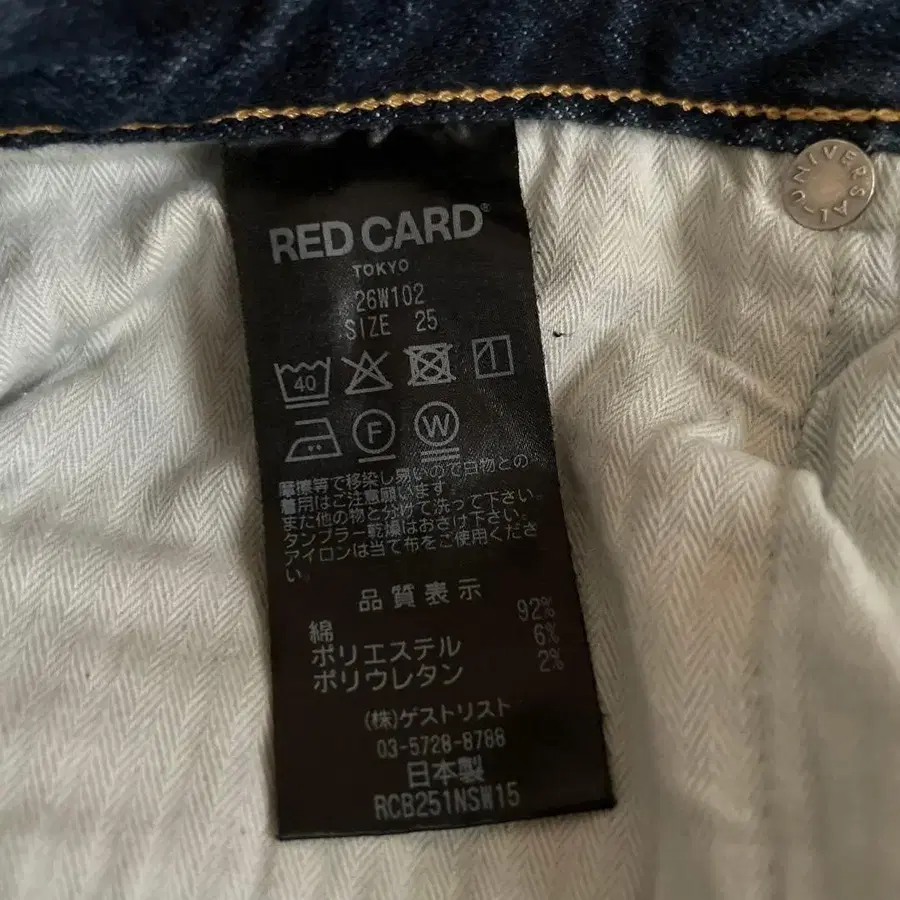 RED CARD®
TOKYO
26W102
SIZE 25
40
F
W
摩擦等で移染し易いので白物との
着用はご注意願います。
また他の物と分けて洗って下さい。
タンブラー乾燥はおさけ下さい。
アイロンは当て布をご使用くださ
い。
品質表示
綿 92%
ポリエステル 6%
ポリウレタン 2%
(株)ゲストリスト
03-5728-8788
日本製
RCB251NSW15
UNIVERSAL